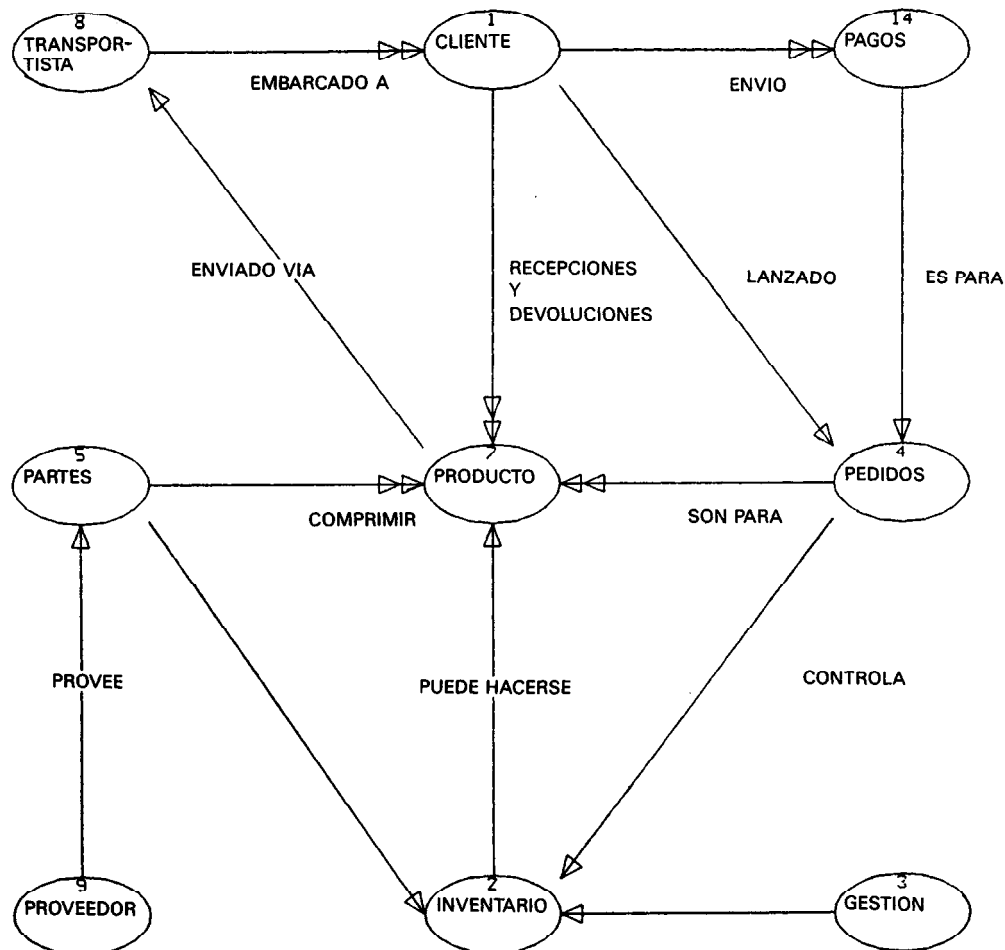 8
TRANSPOR-
TISTA
1
CLIENTE
14
PAGOS
EMBARCADO A
ENVIO
ENVIADO VIA
RECEPCIONES
Y
DEVOLUCIONES
LANZADO
ES PARA
5
PARTES
7
PRODUCTO
4
PEDIDOS
COMPRIMIR
SON PARA
PROVEE
PUEDE HACERSE
CONTROLA
9
PROVEEDOR
2
INVENTARIO
3
GESTION